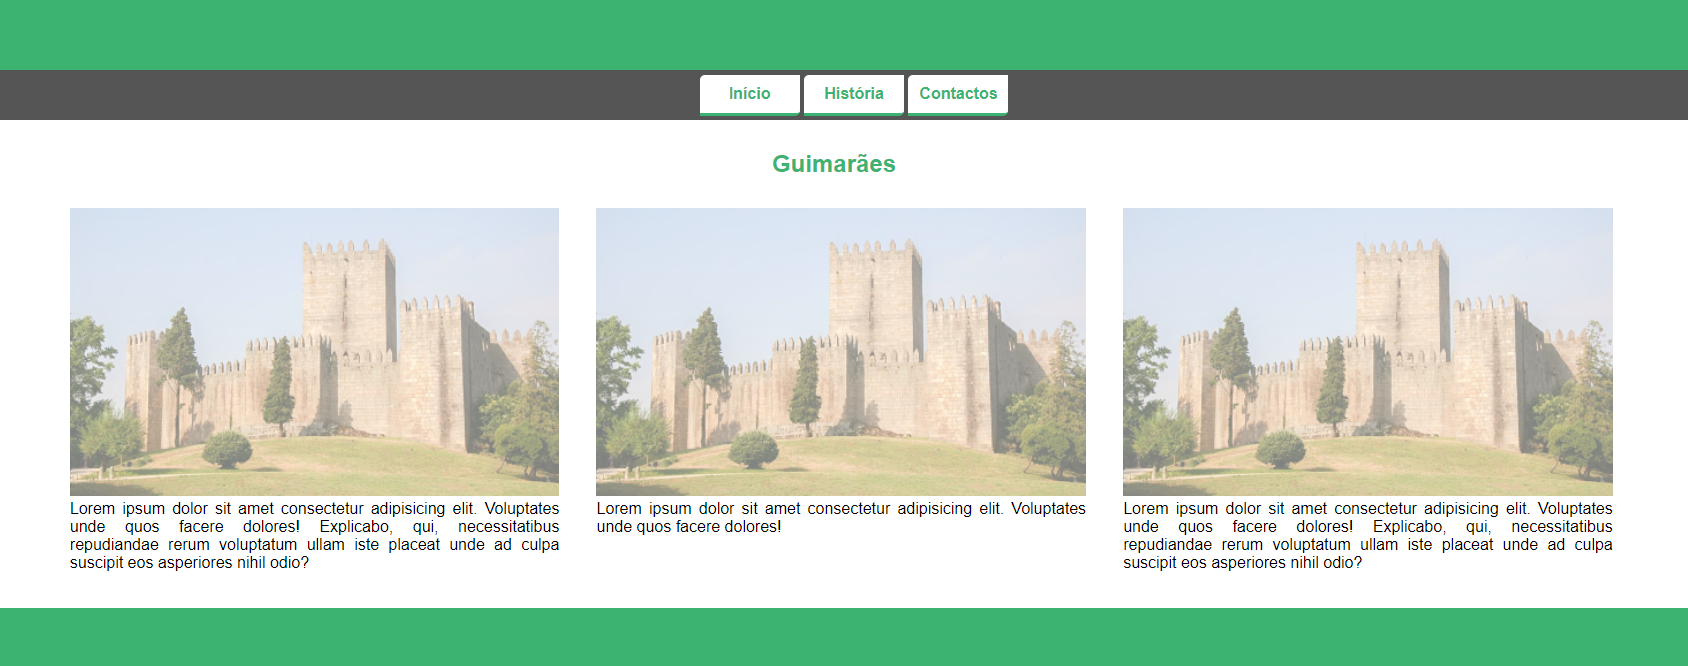 Início
História
Contactos
Guimarães
Lorem ipsum dolor sit amet consectetur adipisicing elit. Voluptates
unde quos facere dolores! Explicabo, qui, necessitatibus
repudiandae rerum voluptatum ullam iste placeat unde ad culpa
suscipit eos asperiores nihil odio?
Lorem ipsum dolor sit amet consectetur adipisicing elit. Voluptates
unde quos facere dolores!
Lorem ipsum dolor sit amet consectetur adipisicing elit. Voluptates
unde quos facere dolores! Explicabo, qui, necessitatibus
repudiandae rerum voluptatum ullam iste placeat unde ad culpa
suscipit eos asperiores nihil odio?